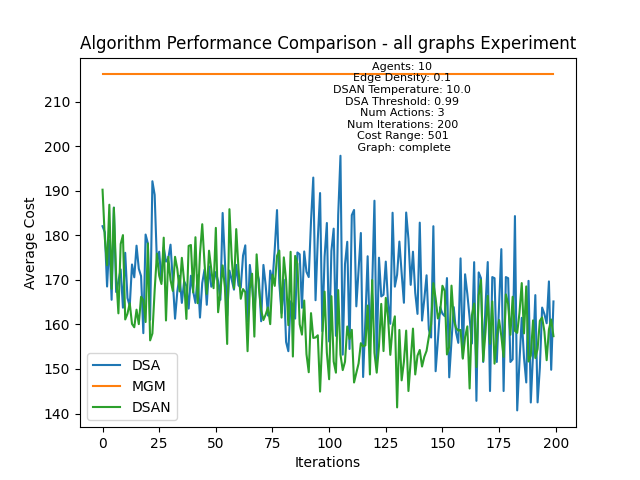 Algorithm Performance Comparison - all graphs Experiment
Agents: 10
Edge Density: 0.1
DSAN Temperature: 10.0
DSA Threshold: 0.99
Num Actions: 3
Num Iterations: 200
Cost Range: 501
Graph: complete
Average Cost
210
200
190
180
170
160
150
140
DSA
MGM
DSAN
0 25 50 75 100 125 150 175 200
Iterations